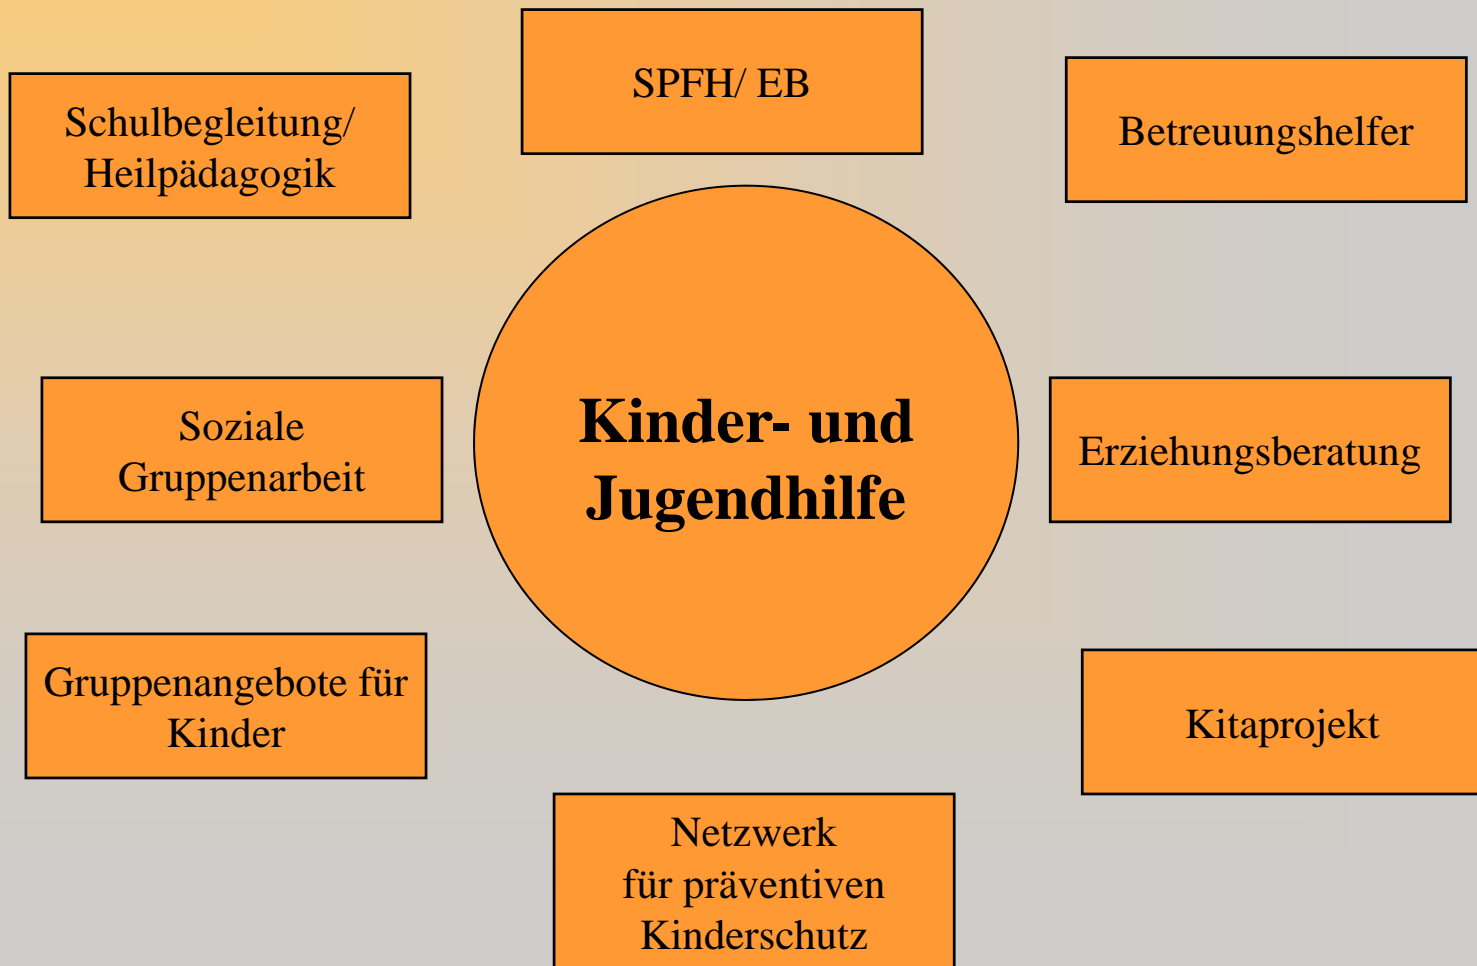 SPFH/ EB
Schulbegleitung/
Heilpädagogik
Betreuungshelfer
Kinder- und
Jugendhilfe
Soziale
Gruppenarbeit
Erziehungsberatung
Gruppenangebote für
Kinder
Kitaprojekt
Netzwerk
für präventiven
Kinderschutz